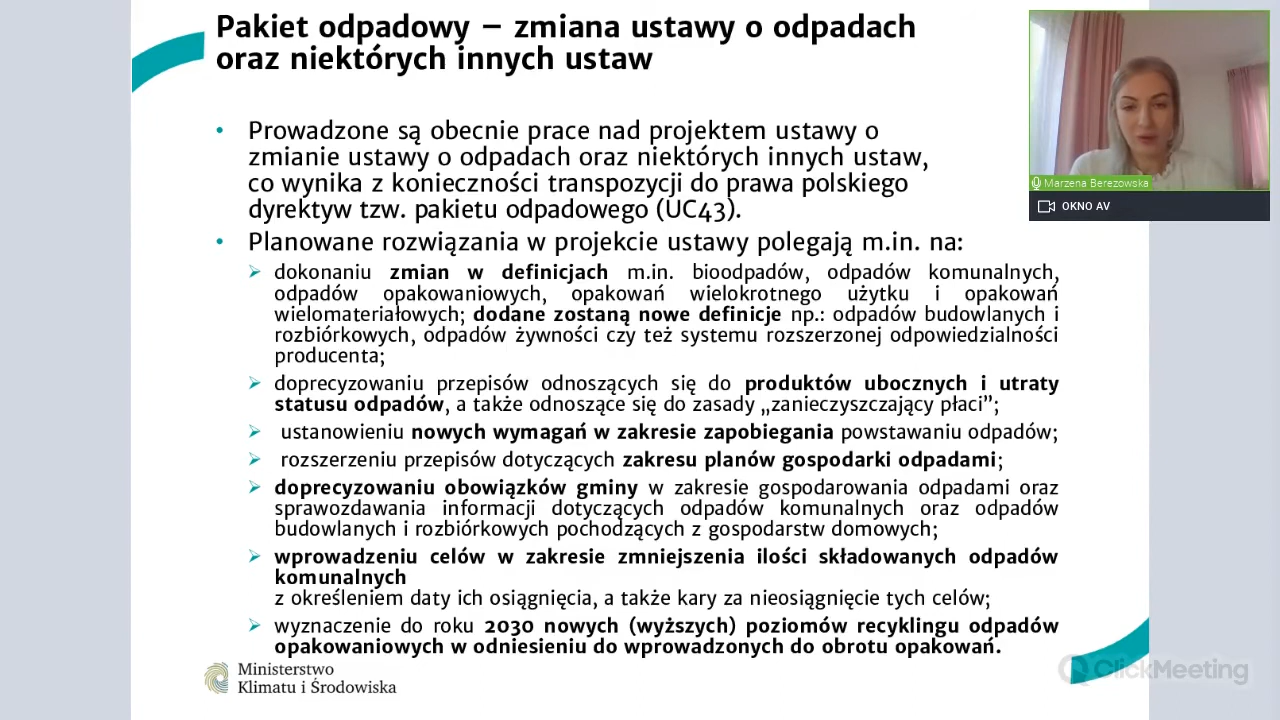 Pakiet odpadowy – zmiana ustawy o odpadach
oraz niektórych innych ustaw
• Prowadzone są obecnie prace nad projektem ustawy o
zmianie ustawy o odpadach oraz niektórych innych ustaw,
co wynika z konieczności transpozycji do prawa polskiego
dyrektyw tzw. pakietu odpadowego (UC43).
• Planowane rozwiązania w projekcie ustawy polegają m.in. na:
➢ dokonaniu zmian w definicjach m.in. bioodpadów, odpadów komunalnych,
odpadów opakowaniowych, opakowań wielokrotnego użytku i opakowań
wielomateriałowych; dodane zostaną nowe definicje np.: odpadów budowlanych i
rozbiórkowych, odpadów żywności czy też systemu rozszerzonej odpowiedzialności
producenta;
➢ doprecyzowaniu przepisów odnoszących się do produktów ubocznych i utraty
statusu odpadów, a także odnoszące się do zasady „zanieczyszczający płaci”;
➢ ustanowieniu nowych wymagań w zakresie zapobiegania powstawaniu odpadów;
➢ rozszerzeniu przepisów dotyczących zakresu planów gospodarki odpadami;
➢ doprecyzowaniu obowiązków gminy w zakresie gospodarowania odpadami oraz
sprawozdawania informacji dotyczących odpadów komunalnych oraz odpadów
budowlanych i rozbiórkowych pochodzących z gospodarstw domowych;
➢ wprowadzeniu celów w zakresie zmniejszenia ilości składowanych odpadów
komunalnych
z określeniem daty ich osiągnięcia, a także kary za nieosiągnięcie tych celów;
➢ wyznaczenie do roku 2030 nowych (wyższych) poziomów recyklingu odpadów
opakowaniowych w odniesieniu do wprowadzonych do obrotu opakowań.
Ministerstwo
Klimatu i Środowiska
Marzena Berezowska
OKNO AV
ClickMeeting